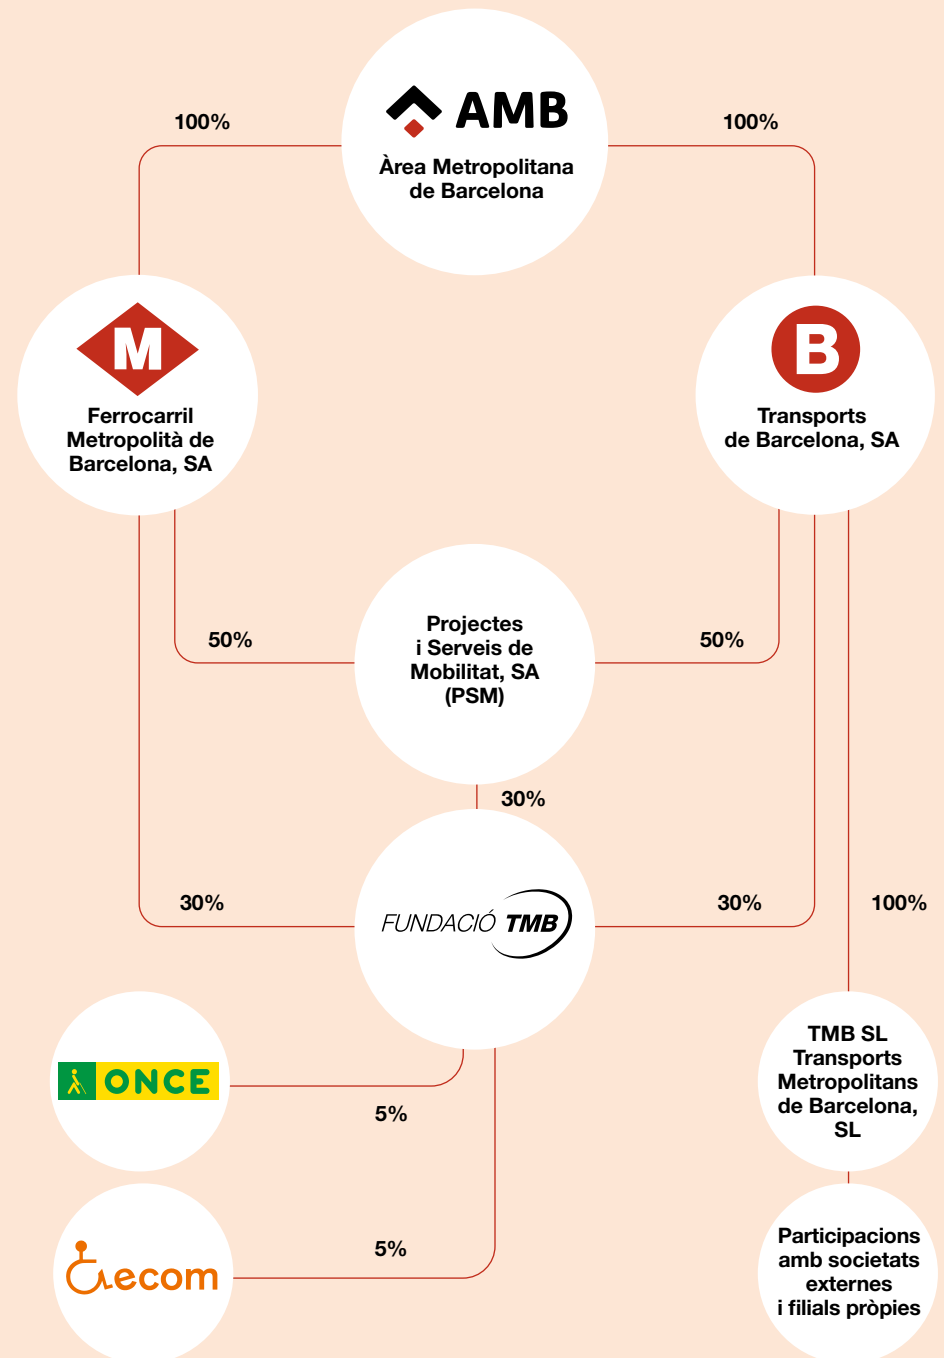 AMB
Àrea Metropolitana
de Barcelona
100%
100%
M
Ferrocarril
Metropolità de
Barcelona, SA
B
Transports
de Barcelona, SA
50%
Projectes
i Serveis de
Mobilitat, SA
(PSM)
50%
30%
30%
FUNDACIÓ TMB
30%
100%
ONCE
5%
TMB SL
Transports
Metropolitans
de Barcelona,
SL
ecom
5%
Participacions
amb societats
externes
i filials pròpies